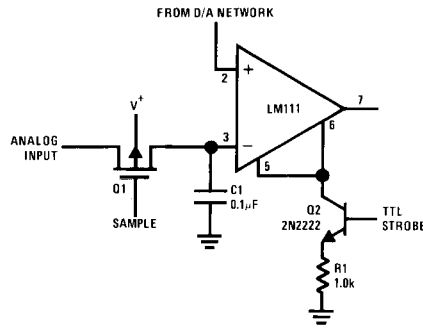 FROM D/A NETWORK
2
+
LM111
7
V+
6
ANALOG
INPUT
3
−
5
Q1
C1
0.1µF
Q2
2N2222
TTL
STROBE
SAMPLE
R1
1.0k